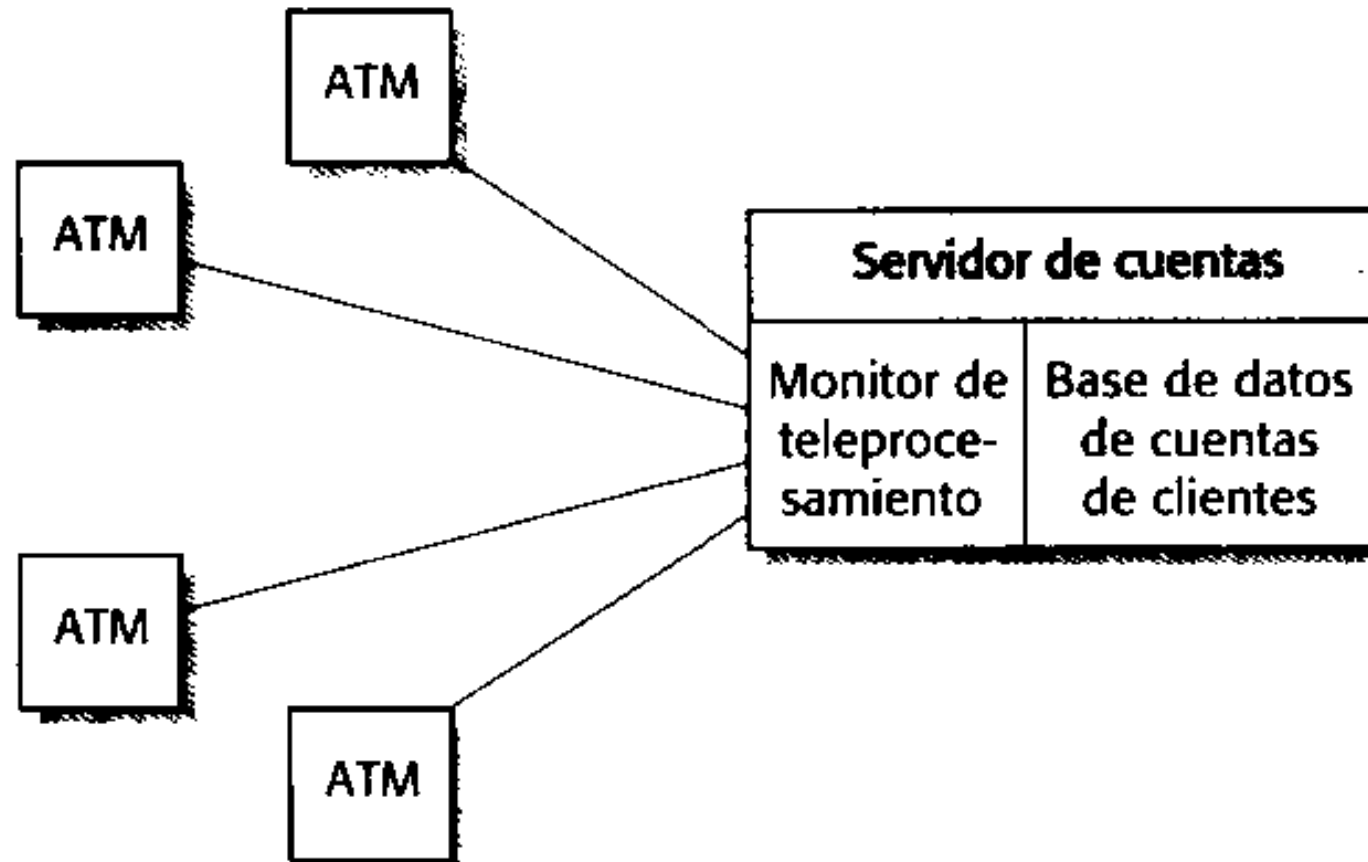 ATM
ATM
Servidor de cuentas
Monitor de
teleproce-
samiento
Base de datos
de cuentas
de clientes
ATM
ATM